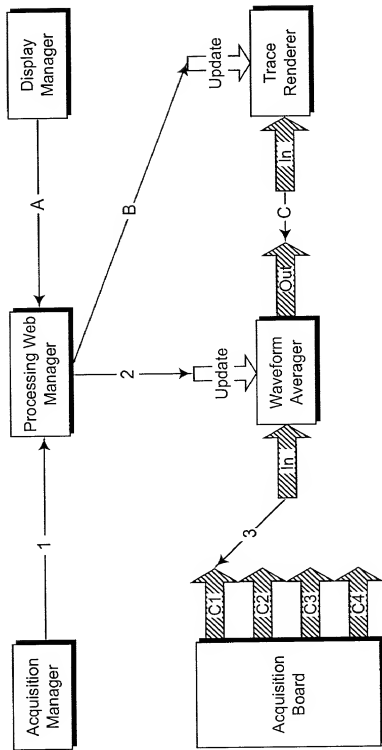 Acquisition
Manager
1
Processing Web
Manager
A
Display
Manager
2
B
Update
Update
Acquisition
Board
C1
C2
C3
C4
3
In
Waveform
Averager
Out
C
In
Trace
Renderer